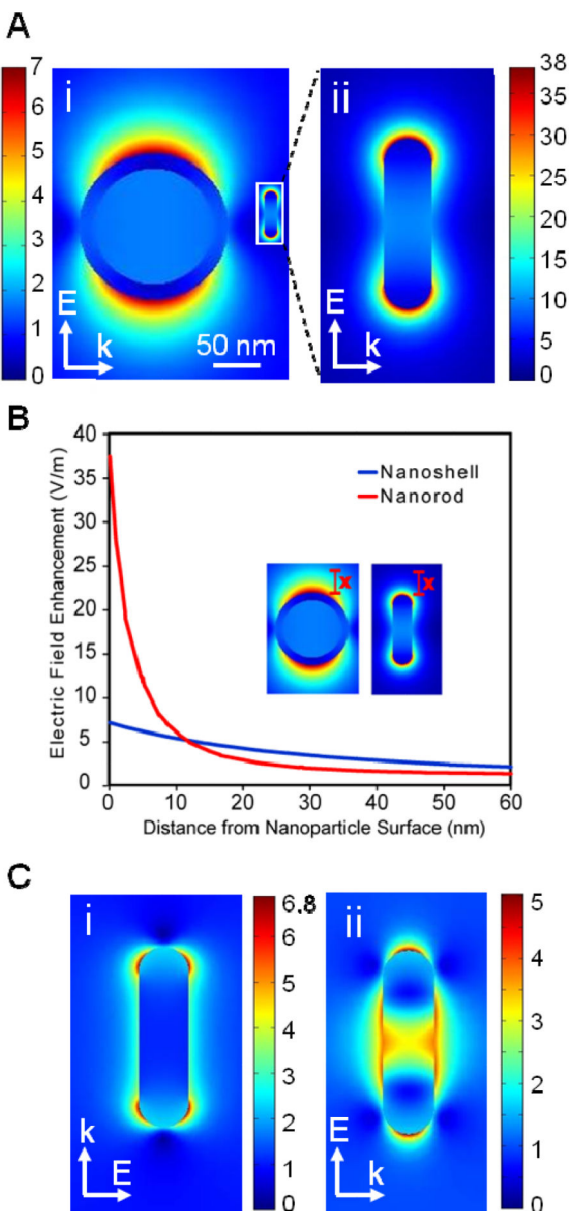 A
7
6
5
4
3
2
1
0
i
E
k
50 nm
ii
E
k
38
35
30
25
20
15
10
5
0
B
Electric Field Enhancement (V/m)
40
35
30
25
20
15
10
5
0
Nanoshell
Nanorod
x
x
0 10 20 30 40 50 60
Distance from Nanoparticle Surface (nm)
C
i
k
E
6.8
6
5
4
3
2
1
0
ii
E
k
5
4
3
2
1
0